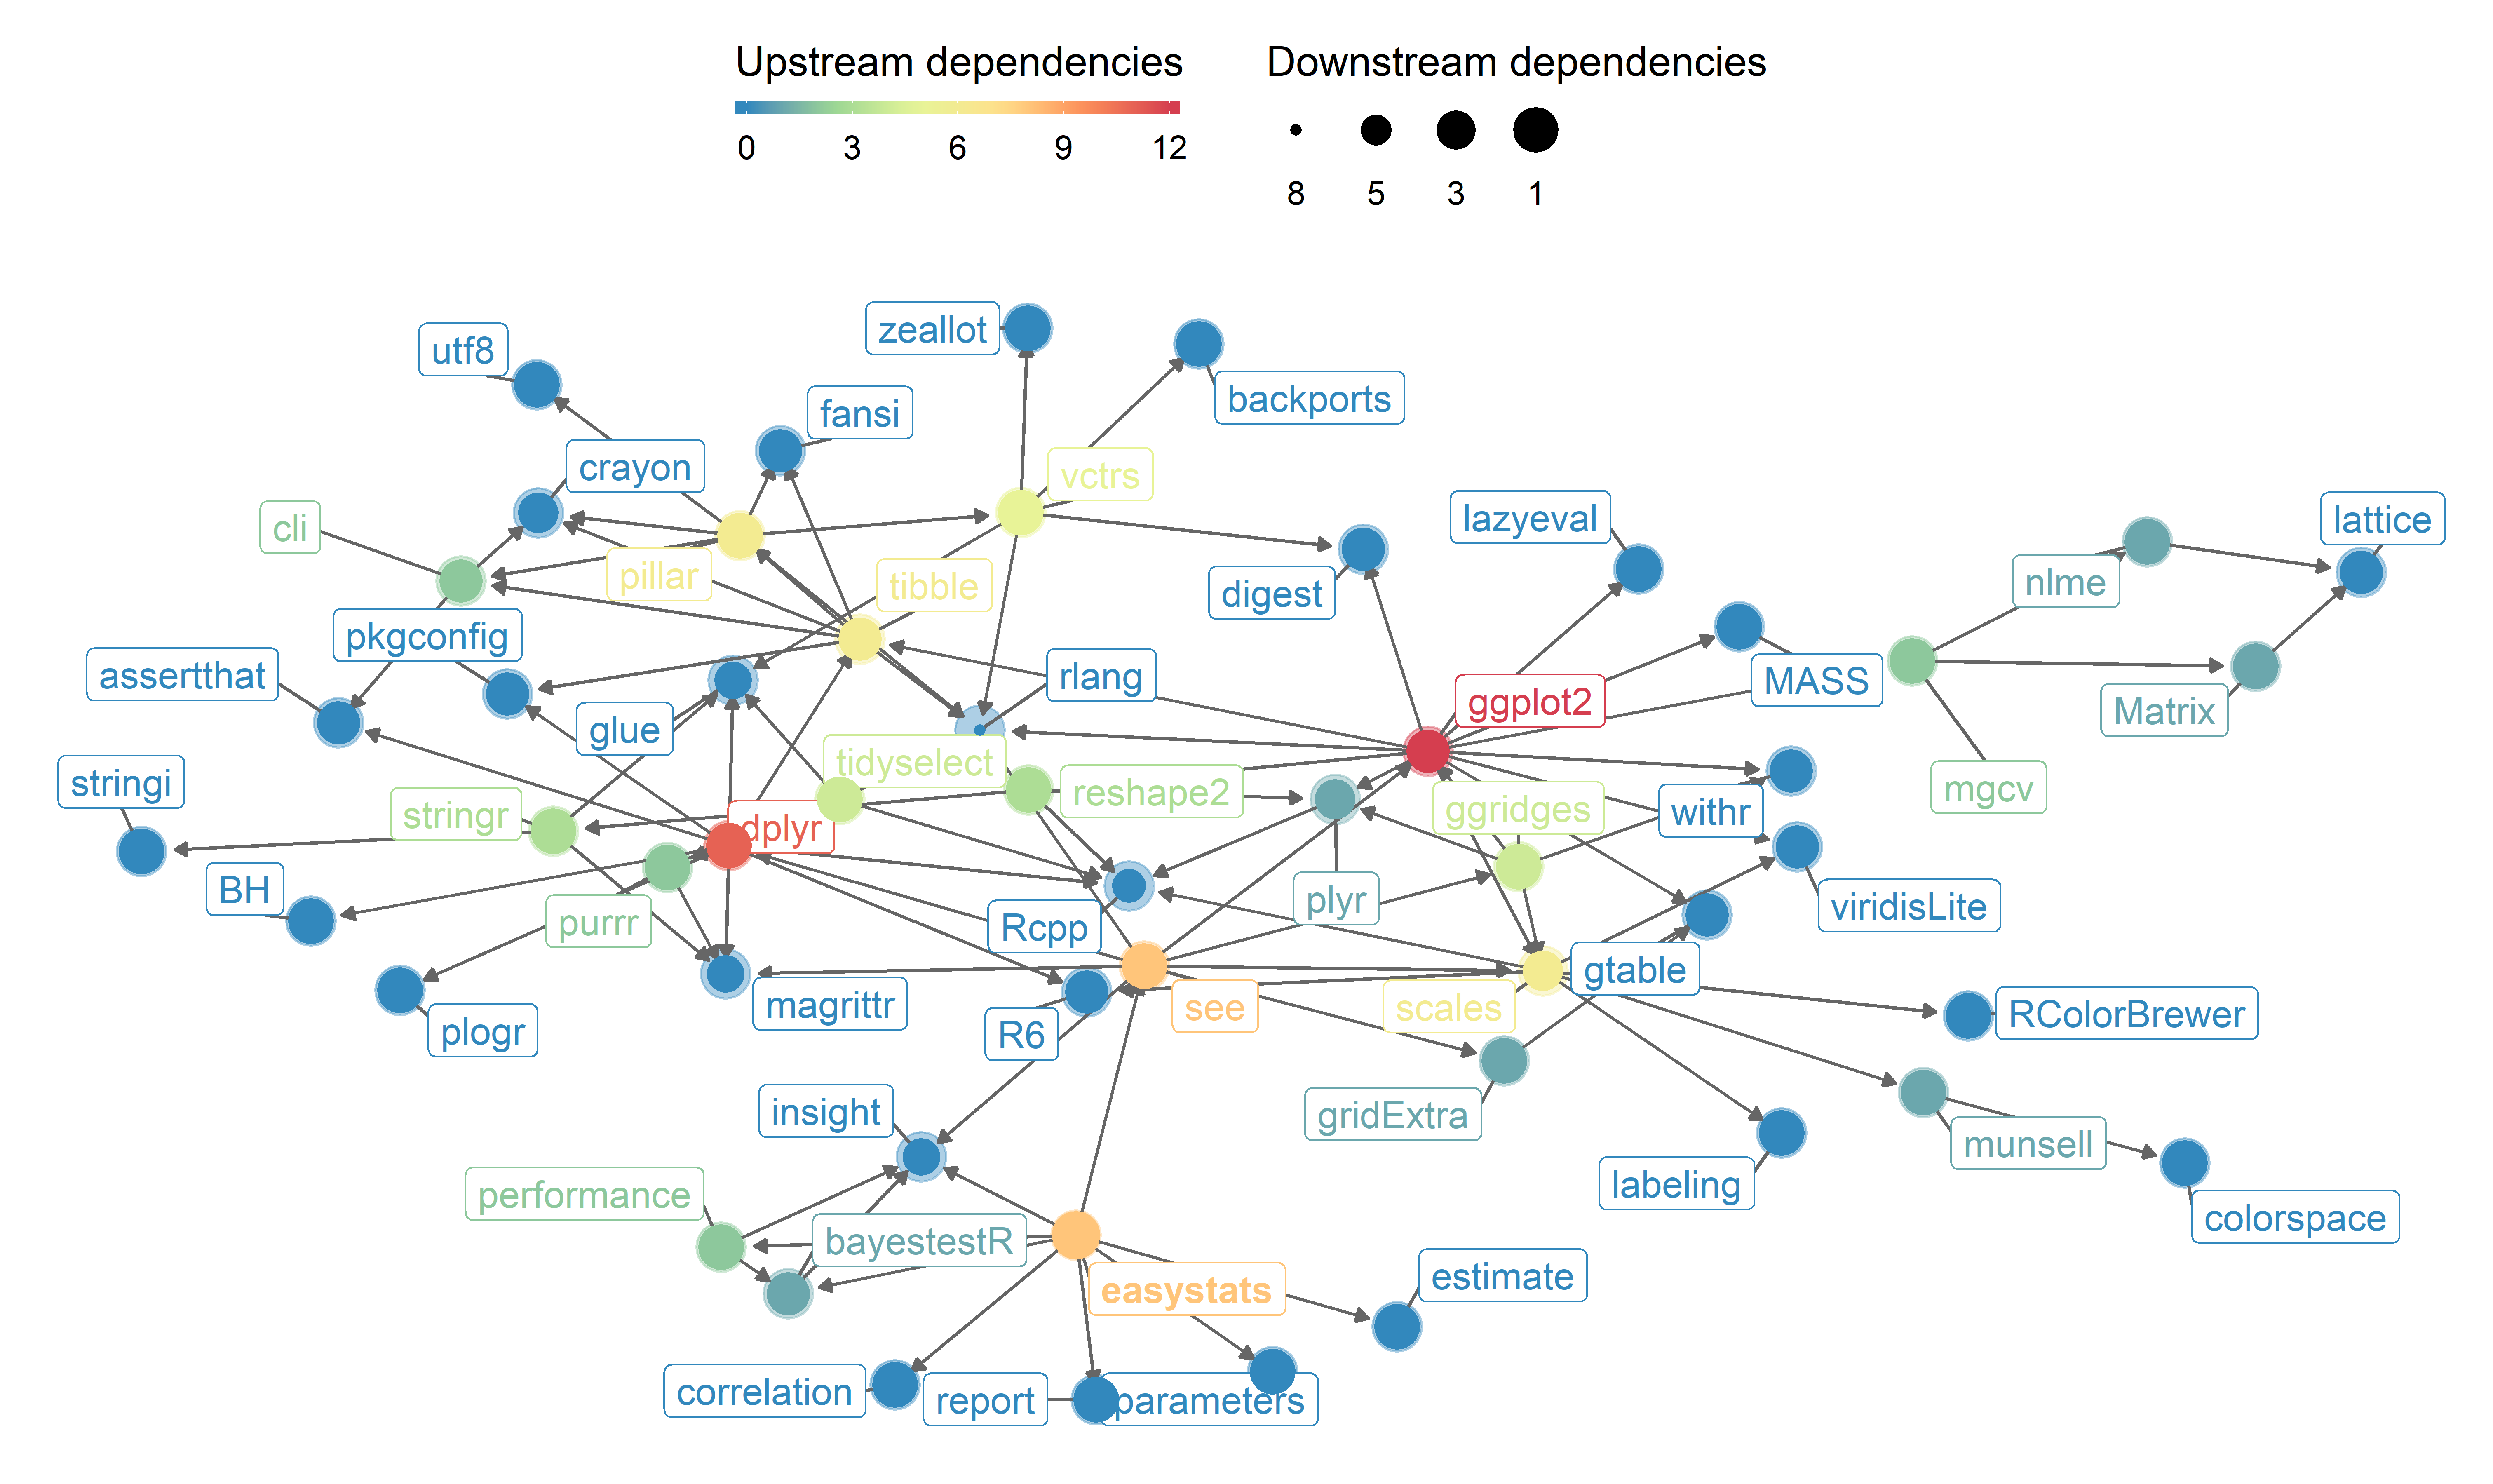 Upstream dependencies
0 3 6 9 12
Downstream dependencies
8 5 3 1
zeallot
utf8
backports
fansi
crayon
vctrs
cli
lazyeval
lattice
pillar
tibble
digest
nlme
pkgconfig
assertthat
rlang
MASS
ggplot2
Matrix
glue
tidyselect
stringi
reshape2
mgcv
stringr
ggridges
withr
dplyr
BH
plyr
viridisLite
purrr
Rcpp
gtable
magrittr
see
scales
RColorBrewer
plogr
R6
insight
gridExtra
munsell
performance
labeling
colorspace
bayestestR
easystats
estimate
correlation
report
parameters